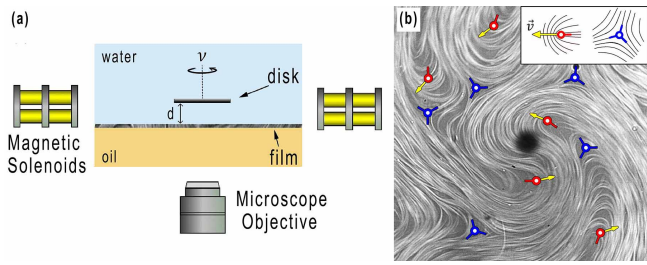 (a)
water
ν
disk
d
film
oil
Magnetic
Solenoids
Microscope
Objective
(b)
v⃗